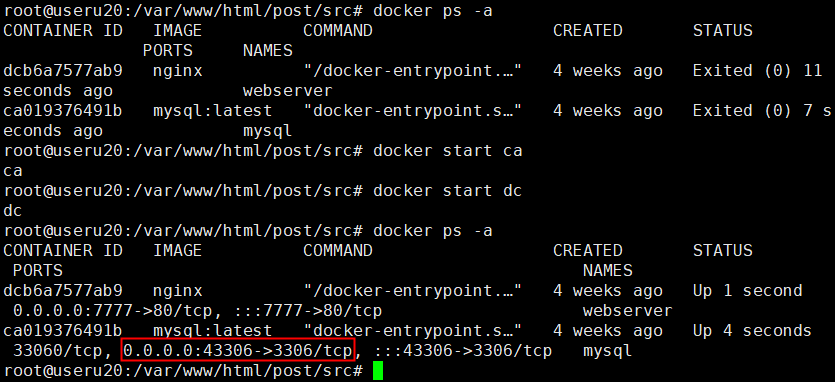 root@useru20:/var/www/html/post/src# docker ps -a
CONTAINER ID   IMAGE          COMMAND                  CREATED       STATUS
              PORTS     NAMES
dcb6a7577ab9   nginx          "/docker-entrypoint.…"   4 weeks ago   Exited (0) 11
seconds ago             webserver
ca019376491b   mysql:latest   "docker-entrypoint.s…"   4 weeks ago   Exited (0) 7 s
econds ago              mysql
root@useru20:/var/www/html/post/src# docker start ca
ca
root@useru20:/var/www/html/post/src# docker start dc
dc
root@useru20:/var/www/html/post/src# docker ps -a
CONTAINER ID   IMAGE          COMMAND                  CREATED       STATUS
 PORTS                                                    NAMES
dcb6a7577ab9   nginx          "/docker-entrypoint.…"   4 weeks ago   Up 1 second
 0.0.0.0:7777->80/tcp, :::7777->80/tcp                    webserver
ca019376491b   mysql:latest   "docker-entrypoint.s…"   4 weeks ago   Up 4 seconds
 33060/tcp, 0.0.0.0:43306->3306/tcp, :::43306->3306/tcp   mysql
root@useru20:/var/www/html/post/src#